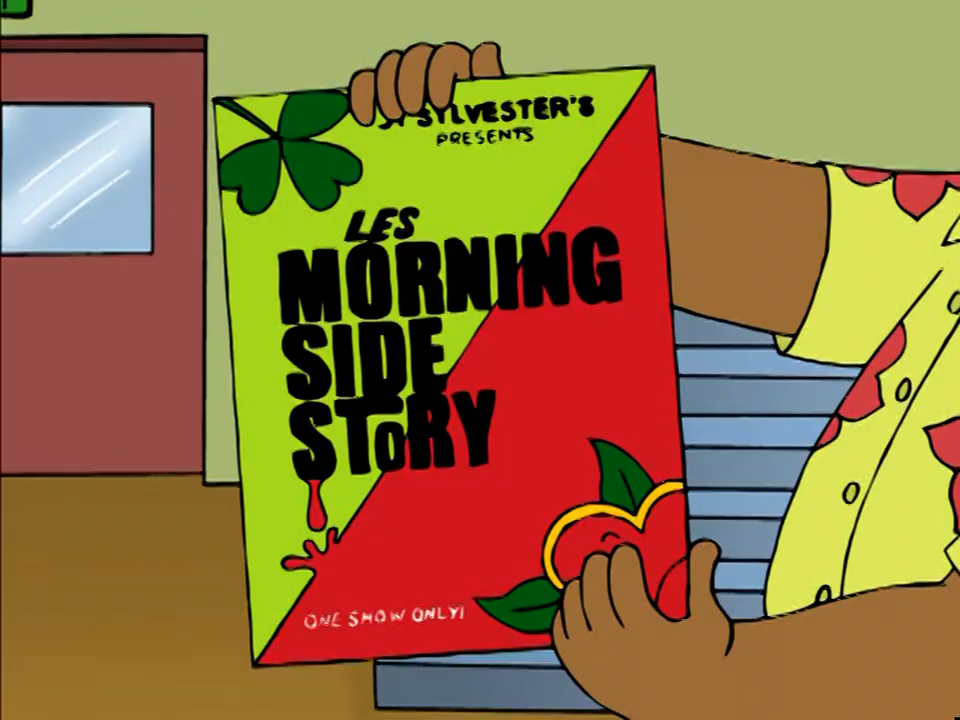 SYLVESTER'S
PRESENTS
LES
MORNING
SIDE
STORY
ONE SHOW ONLY!